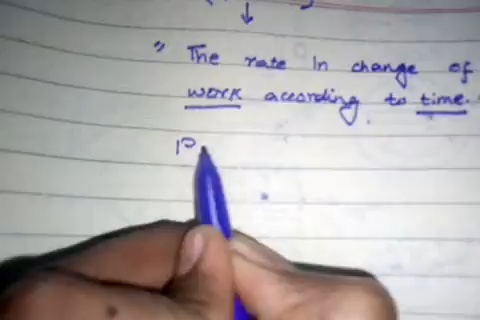 " The rate in change of
work according to time.
P